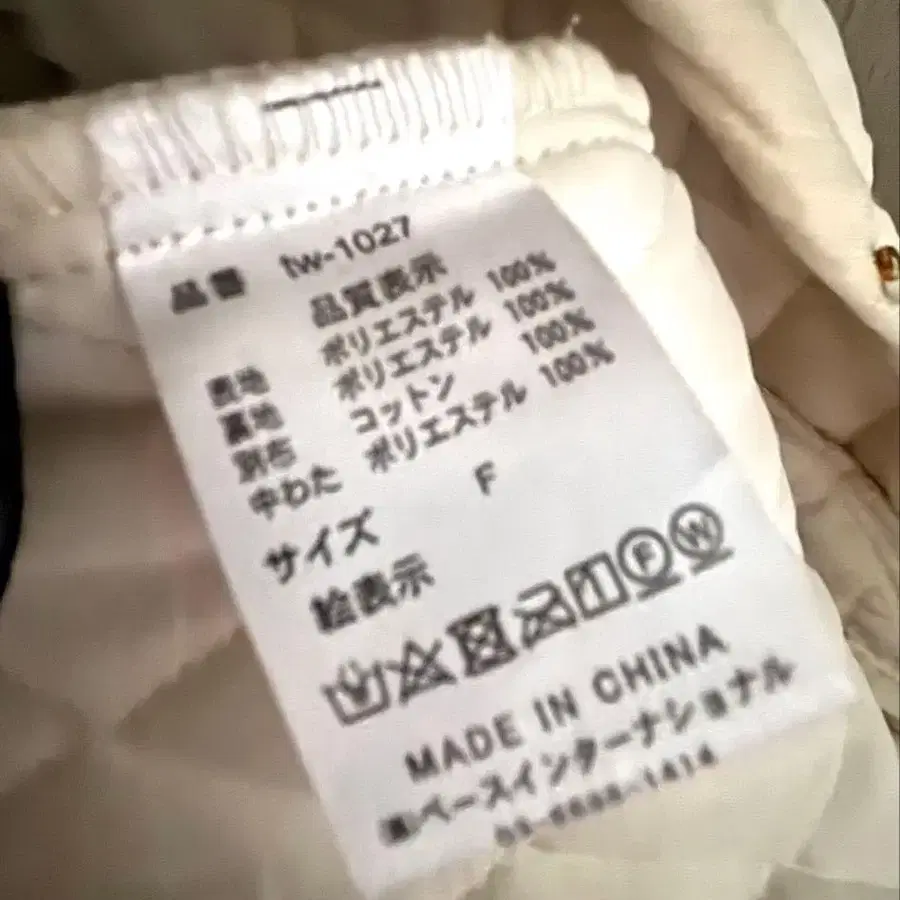 品番 tw-1027
品質表示
表地 ポリエステル 100%
裏地 ポリエステル 100%
別布 コットン 100%
中わた ポリエステル 100%
サイズ F
絵表示
F W
MADE IN CHINA
㈱ベースインターナショナル